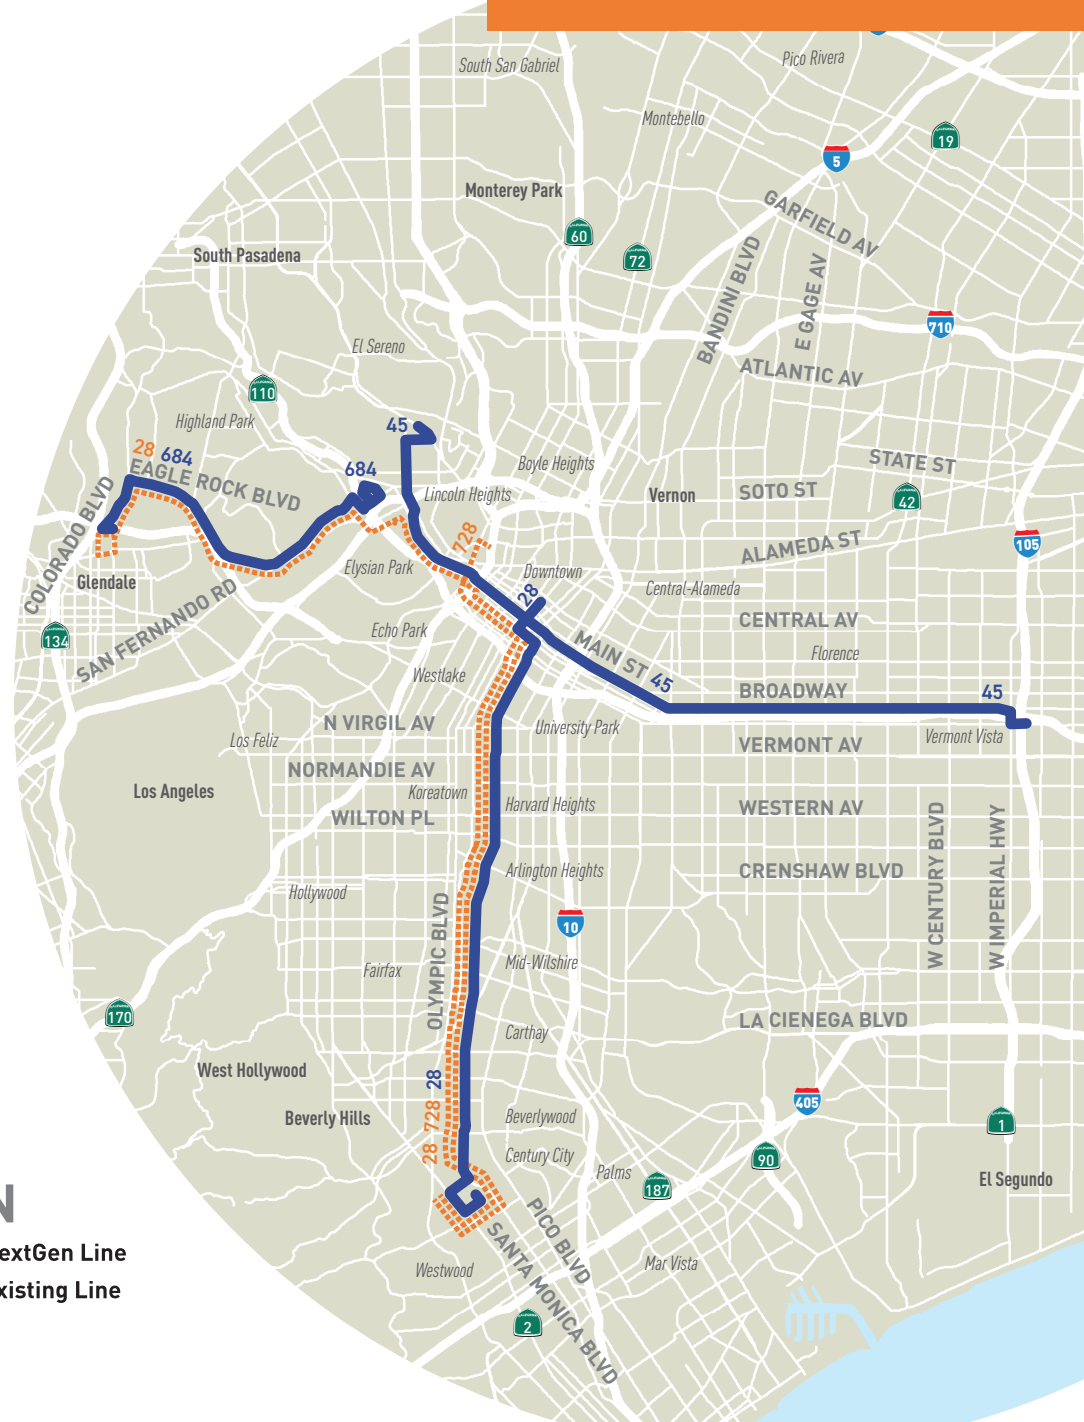 South San Gabriel
Pico Rivera
Montebello
19
5
Monterey Park
GARFIELD AV
60
72
South Pasadena
BANDINI BLVD
E GAGE AV
710
El Sereno
ATLANTIC AV
110
Highland Park
45
28 684
EAGLE ROCK BLVD
684
Boyle Heights
STATE ST
Lincoln Heights
Vernon
SOTO ST
42
COLORADO BLVD
728
ALAMEDA ST
105
Glendale
Elysian Park
Downtown
Central-Alameda
28
SAN FERNANDO RD
134
Echo Park
CENTRAL AV
MAIN ST 45
Florence
Westlake
BROADWAY
45
N VIRGIL AV
University Park
Vermont Vista
Los Feliz
VERMONT AV
NORMANDIE AV
Los Angeles
Koreatown
Harvard Heights
WESTERN AV
WILTON PL
W CENTURY BLVD
W IMPERIAL HWY
Hollywood
Arlington Heights
CRENSHAW BLVD
OLYMPIC BLVD
10
Fairfax
Mid-Wilshire
170
Carthay
LA CIENEGA BLVD
West Hollywood
28 728 28
405
Beverly Hills
Beverlywood
1
Century City
90
Palms
187
El Segundo
N
extGen Line
xisting Line
PICO BLVD
SANTA MONICA BLVD
Westwood
Mar Vista
2